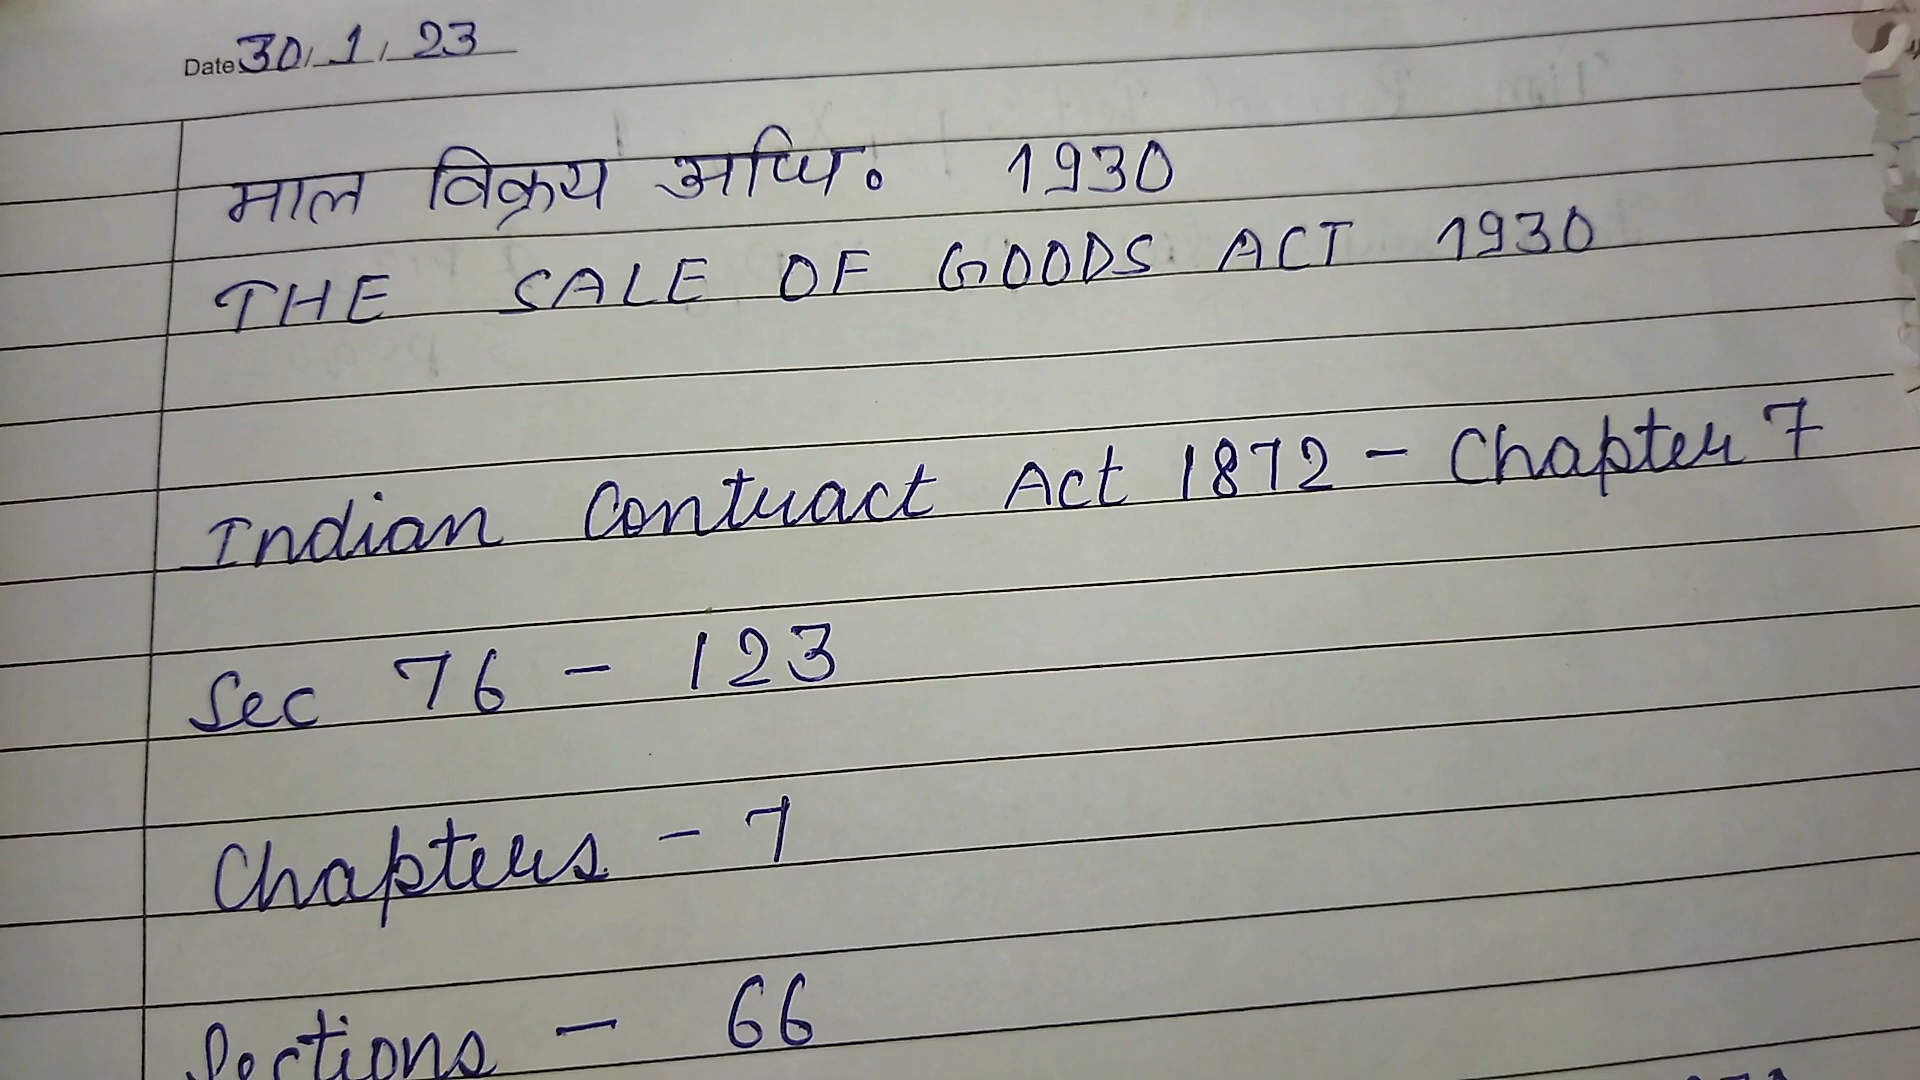 Date 30/1/23
माल विक्रय अधि० 1930
THE SALE OF GOODS ACT 1930
Indian Contract Act 1872 - Chapter 7
Sec 76 - 123
Chapters - 7
Sections - 66